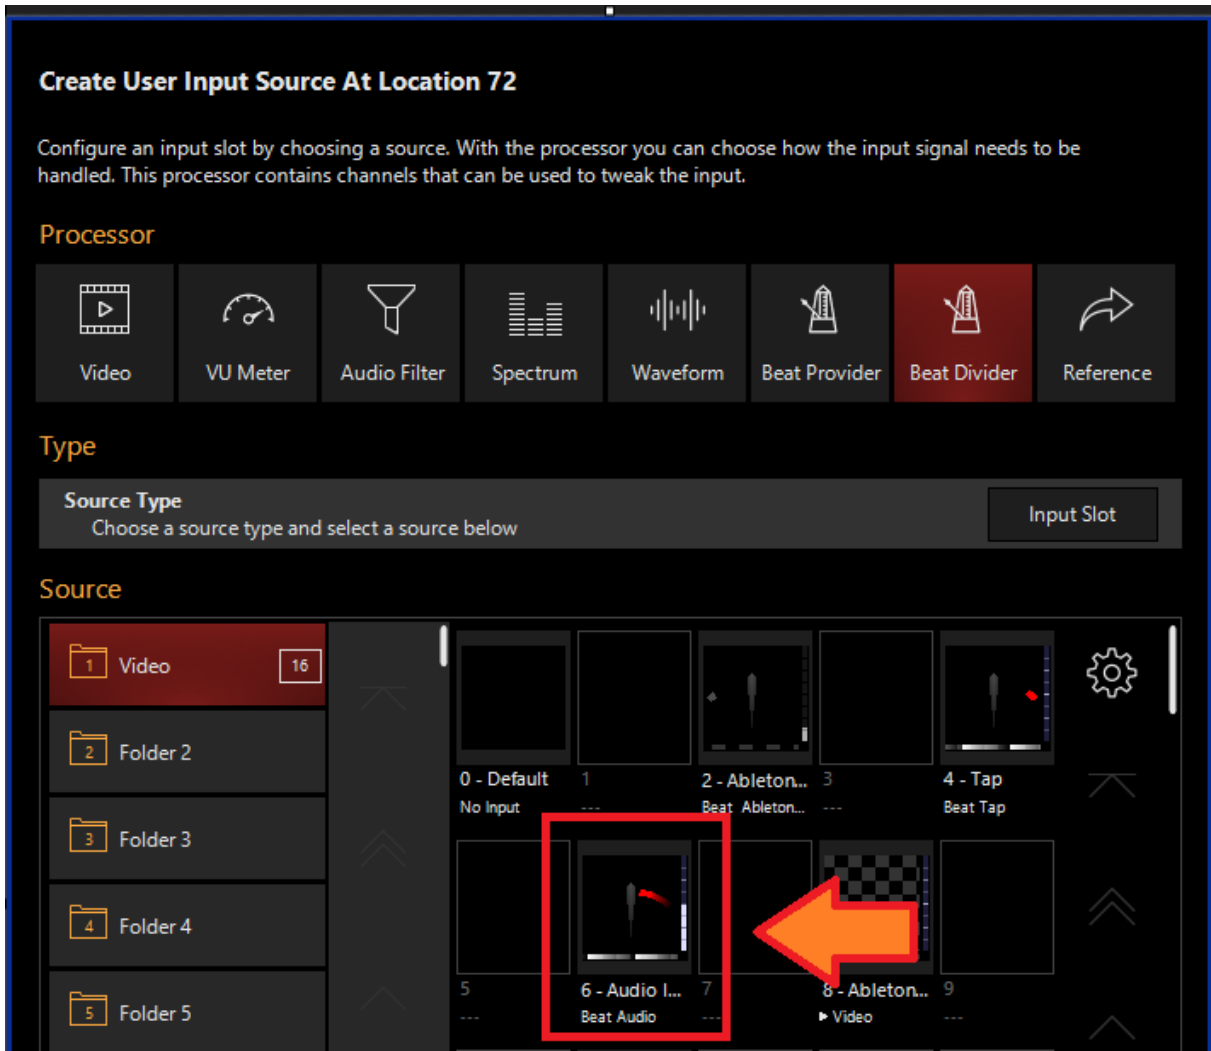 Create User Input Source At Location 72
Configure an input slot by choosing a source. With the processor you can choose how the input signal needs to be
handled. This processor contains channels that can be used to tweak the input.
Processor
Video
VU Meter
Audio Filter
Spectrum
Waveform
Beat Provider
Beat Divider
Reference
Type
Source Type
Choose a source type and select a source below
Input Slot
Source
1 Video 16
2 Folder 2
3 Folder 3
4 Folder 4
5 Folder 5
0 - Default
No Input
1
---
2 - Ableton...
Beat Ableton...
3
---
4 - Tap
Beat Tap
5
---
6 - Audio I...
Beat Audio
7
---
8 - Ableton...
Video
9
---